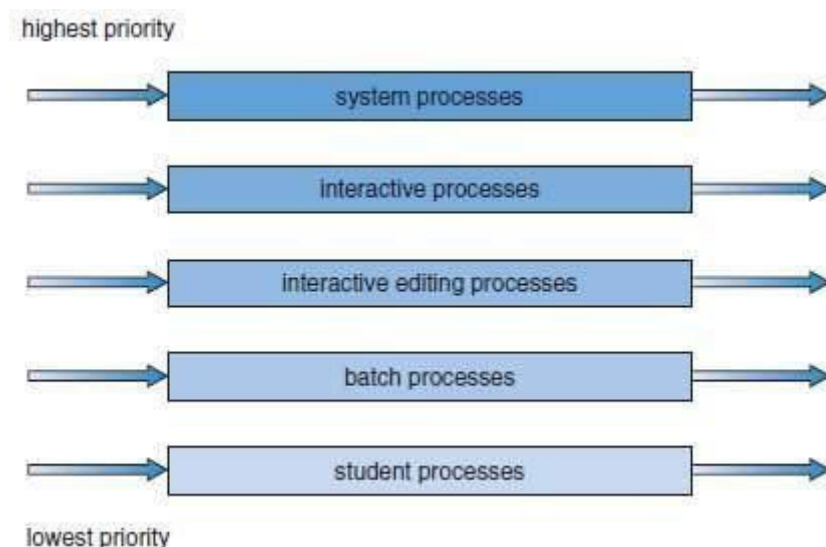 highest priority
system processes
interactive processes
interactive editing processes
batch processes
student processes
lowest priority